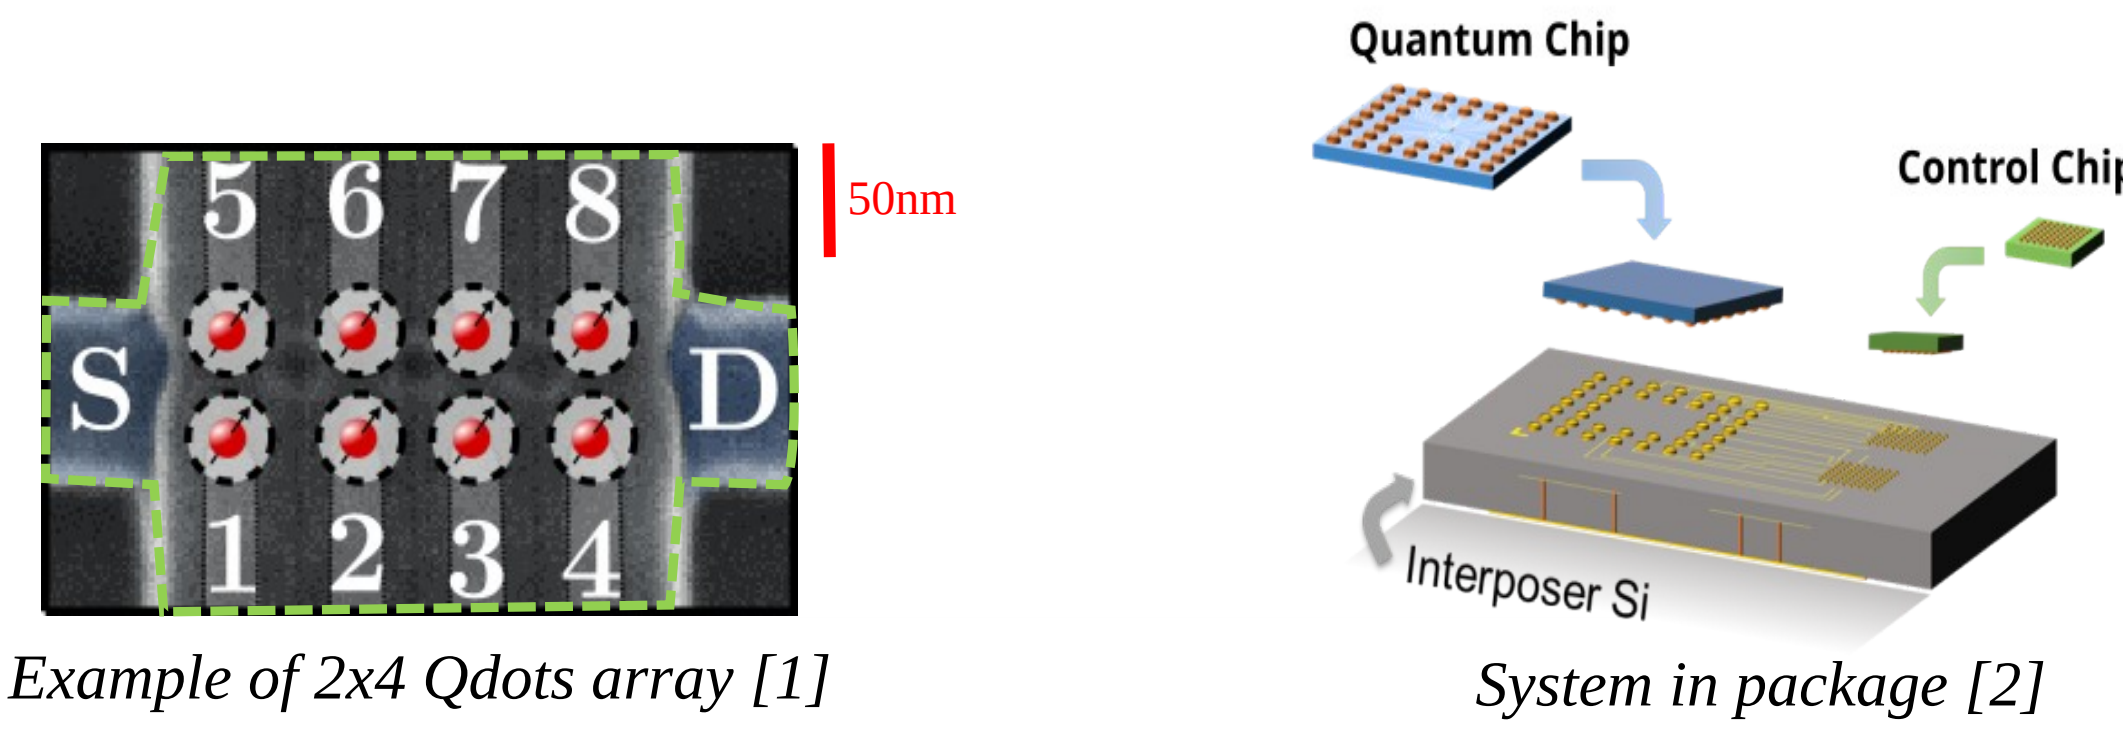 Quantum Chip
Control Chip
5 6 7 8
50nm
S D
1 2 3 4
Interposer Si
Example of 2x4 Qdots array [1]
System in package [2]